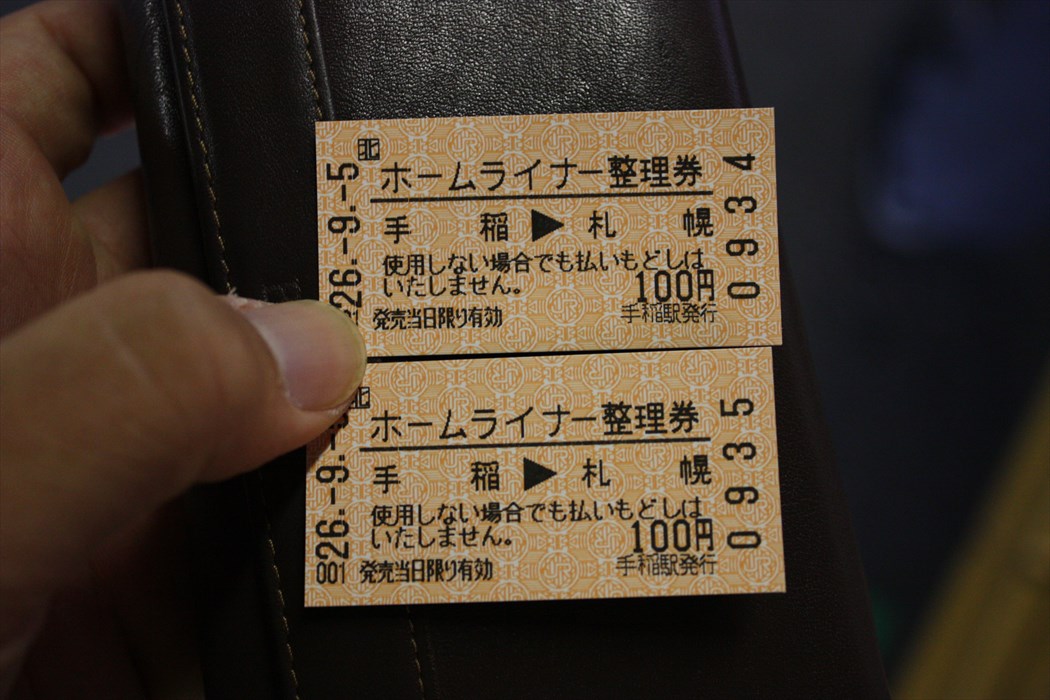 北
ホームライナー整理券
手 稲 ▶ 札 幌
使用しない場合でも払いもどしは
いたしません。
100円
発売当日限り有効
手稲駅発行
26.-9.-5
0934
北
ホームライナー整理券
手 稲 ▶ 札 幌
使用しない場合でも払いもどしは
いたしません。
100円
001 発売当日限り有効
手稲駅発行
26.-9.-5
0935